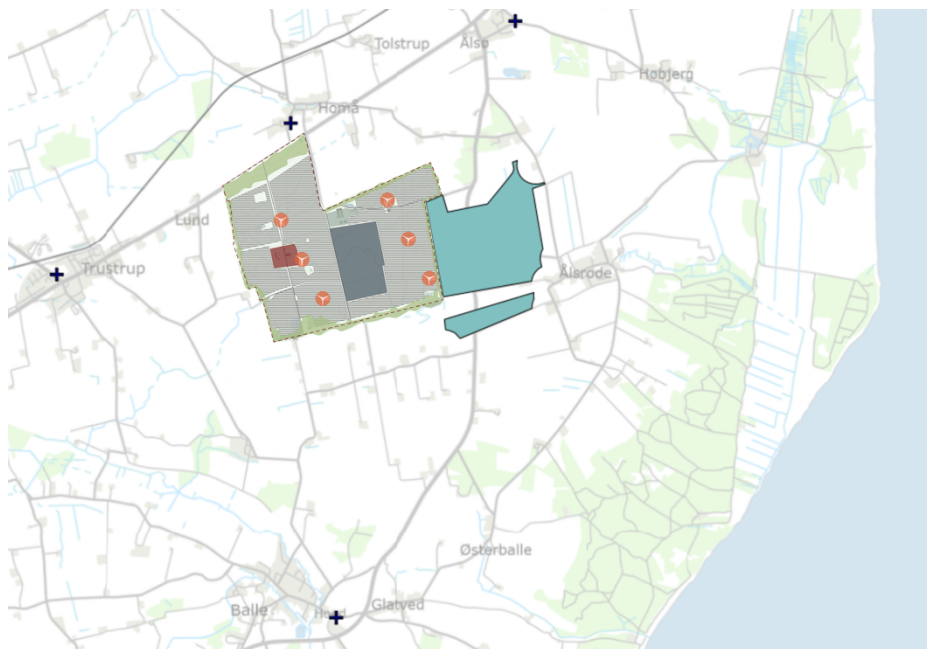 Tolstrup
Ålsø
Høbjerg
Homå
Lund
Trustrup
Ålsrode
Østerballe
Balle
Glatved